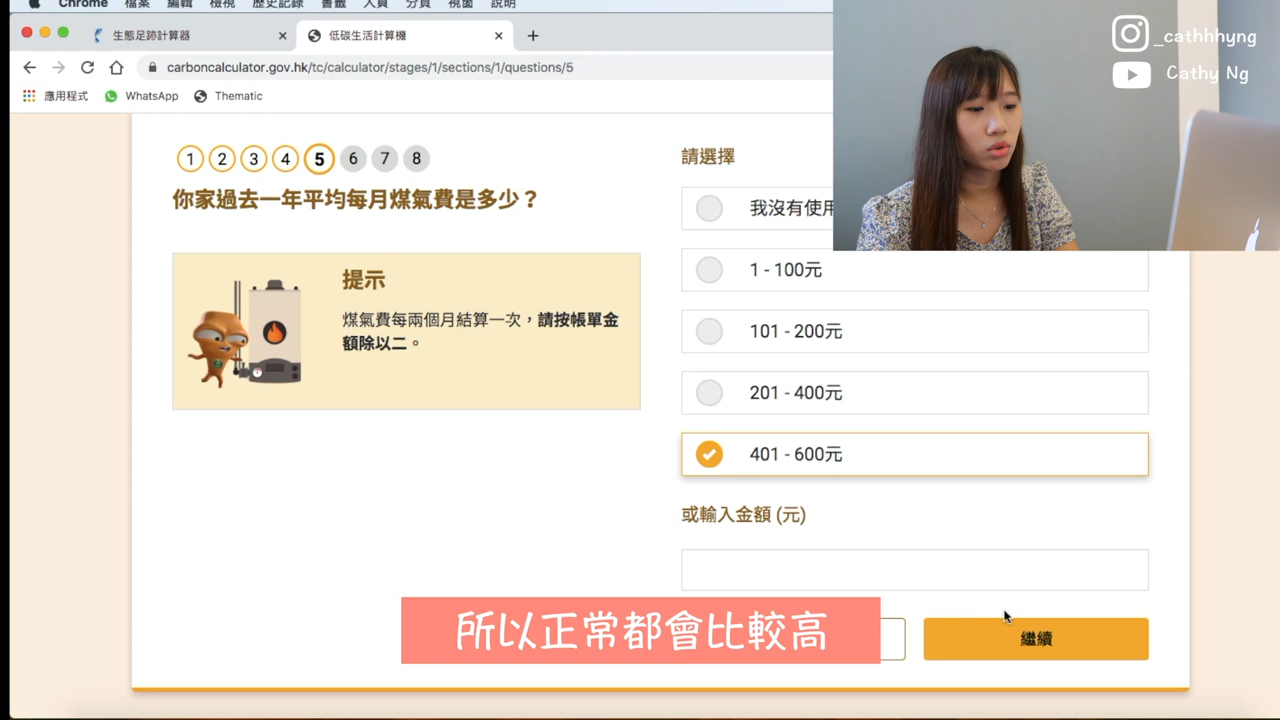 Chrome 檔案 編輯 檢視 歷史記錄 書籤 人員 分頁 視窗 說明
生態足跡計算器
低碳生活計算機
carboncalculator.gov.hk/tc/calculator/stages/1/sections/1/questions/5
應用程式 WhatsApp Thematic
_cathhhyng
Cathy Ng
1 2 3 4 5 6 7 8
你家過去一年平均每月煤氣費是多少？
提示
煤氣費每兩個月結算一次，請按帳單金
額除以二。
請選擇
我沒有使用
1 - 100元
101 - 200元
201 - 400元
401 - 600元
或輸入金額 (元)
繼續
所以正常都會比較高